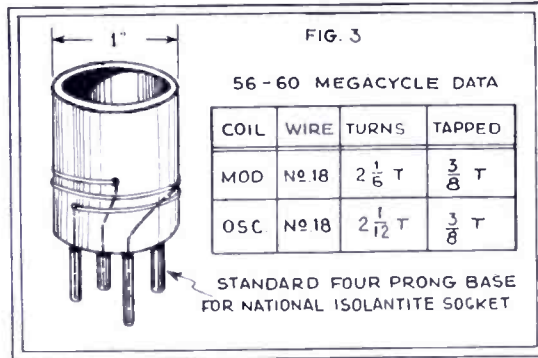 1"
FIG. 3
56-60 MEGACYCLE DATA
COIL WIRE TURNS TAPPED
MOD No 18 2 1/6 T 3/8 T
OSC. No 18 2 1/12 T 3/8 T
STANDARD FOUR PRONG BASE
FOR NATIONAL ISOLANTITE SOCKET